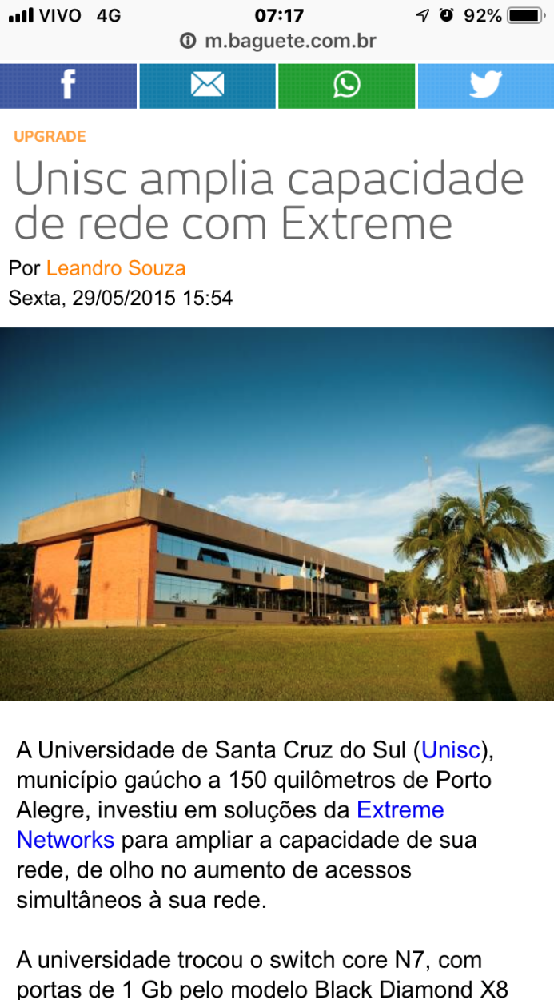 VIVO 4G 07:17 92%
m.baguete.com.br
UPGRADE
Unisc amplia capacidade
de rede com Extreme
Por Leandro Souza
Sexta, 29/05/2015 15:54
A Universidade de Santa Cruz do Sul (Unisc),
município gaúcho a 150 quilômetros de Porto
Alegre, investiu em soluções da Extreme
Networks para ampliar a capacidade de sua
rede, de olho no aumento de acessos
simultâneos à sua rede.
A universidade trocou o switch core N7, com
portas de 1 Gb pelo modelo Black Diamond X8